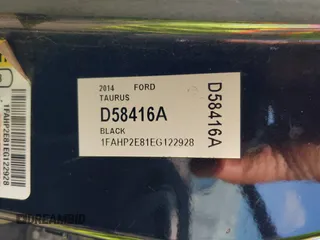 2014 FORD
TAURUS
D58416A
BLACK
1FAHP2E81EG122928
D58416A
1FAHP2E81EG122928
DREAMBID